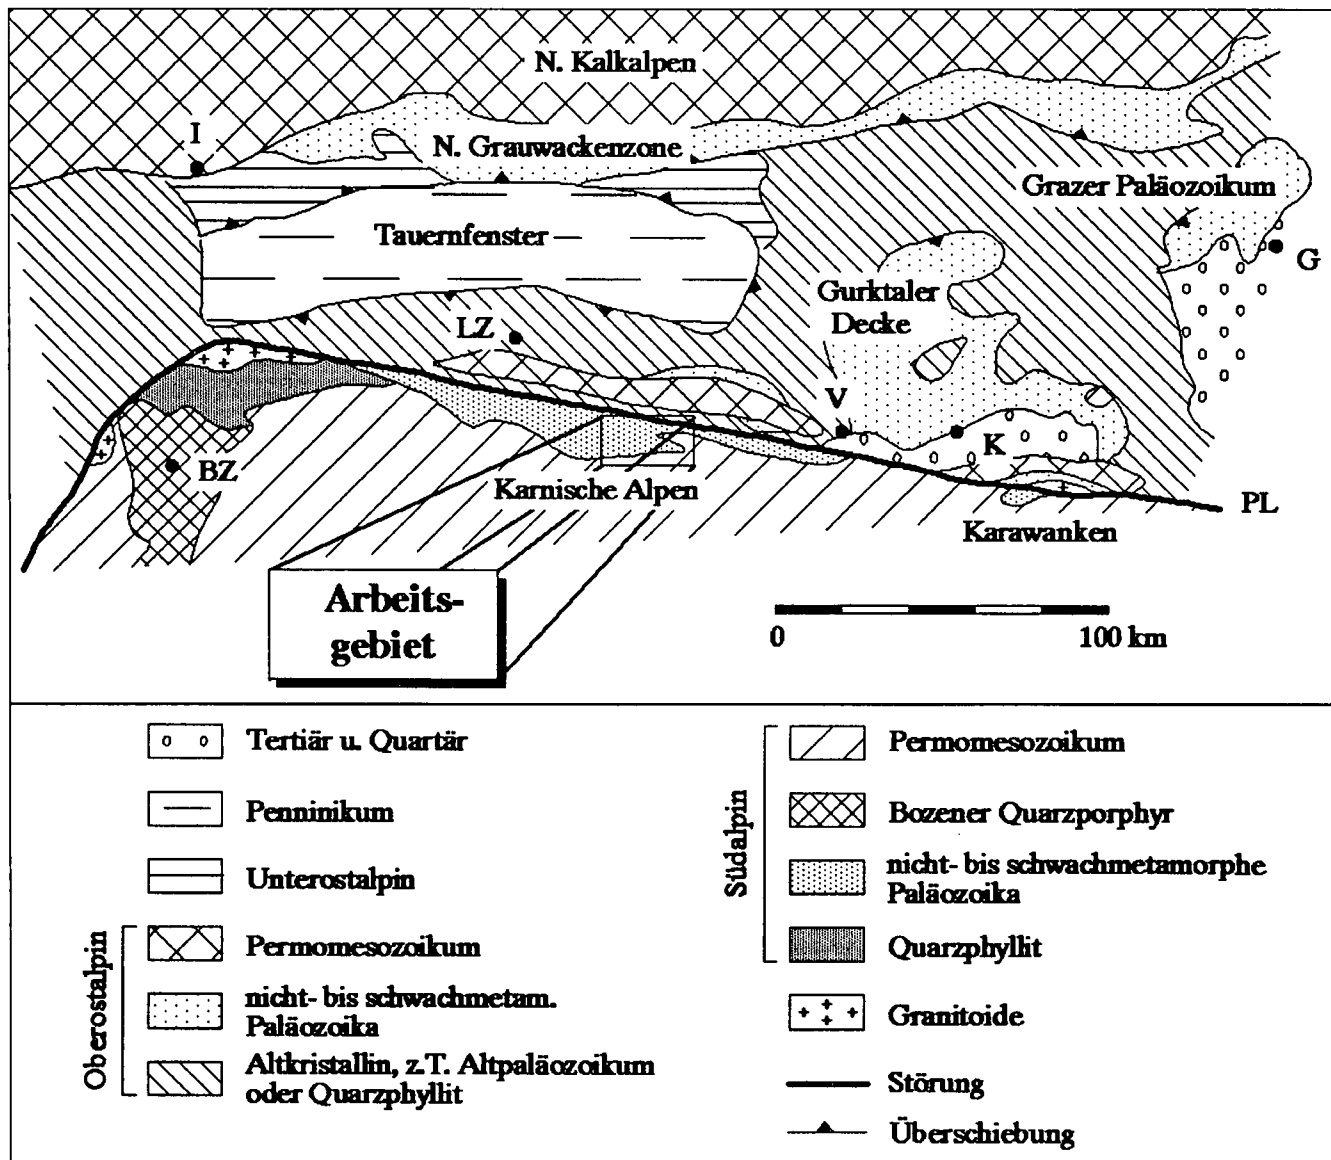 N. Kalkalpen
I
N. Grauwackenzone
Grazer Paläozoikum
Tauernfenster
G
Gurktaler
Decke
LZ
V
K
BZ
Karnische Alpen
PL
Karawanken
Arbeits-
gebiet
0
100 km
Tertiär u. Quartär
Penninikum
Unterostalpin
Oberostalpin
Permomesozoikum
nicht- bis schwachmetam.
Paläozoika
Altkristallin, z.T. Altpaläozoikum
oder Quarzphyllit
Südalpin
Permomesozoikum
Bozener Quarzporphyr
nicht- bis schwachmetamorphe
Paläozoika
Quarzphyllit
Granitoide
Störung
Überschiebung